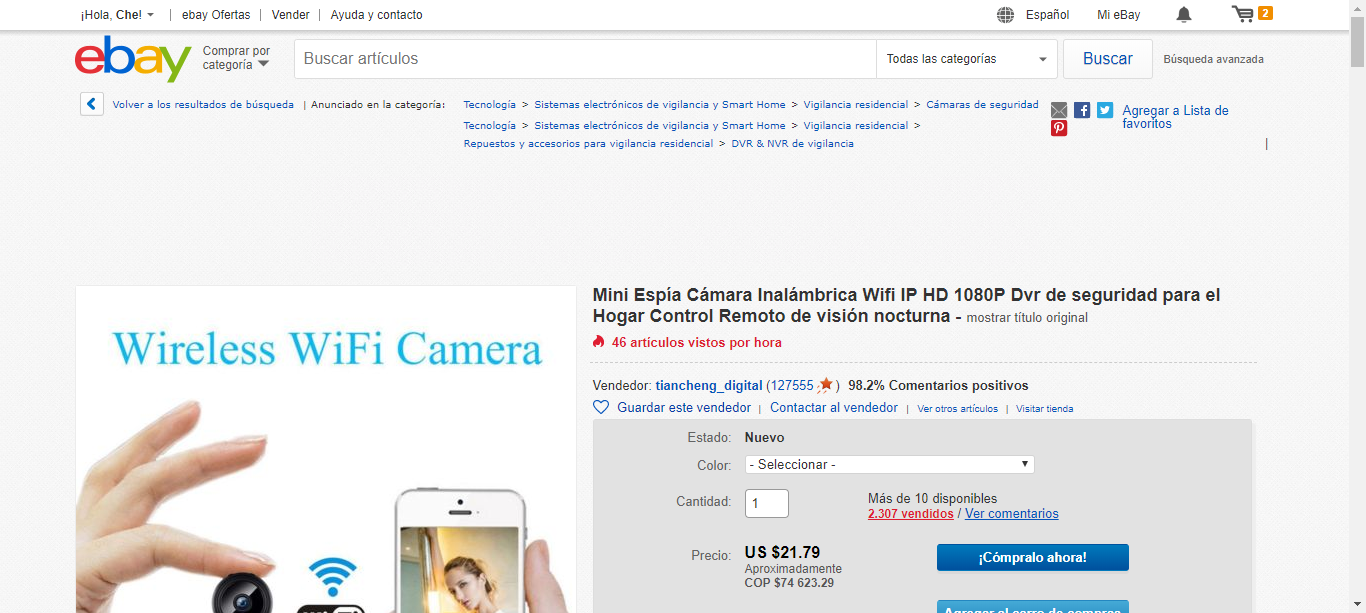 ¡Hola, Che! | ebay Ofertas | Vender | Ayuda y contacto Español Mi eBay 2
ebay Comprar por categoría Buscar artículos Todas las categorías Buscar Búsqueda avanzada
Volver a los resultados de búsqueda | Anunciado en la categoría: Tecnología > Sistemas electrónicos de vigilancia y Smart Home > Vigilancia residencial > Cámaras de seguridad
Tecnología > Sistemas electrónicos de vigilancia y Smart Home > Vigilancia residencial >
Repuestos y accesorios para vigilancia residencial > DVR & NVR de vigilancia
Agregar a Lista de
favoritos
|
Wireless WiFi Camera
Mini Espía Cámara Inalámbrica Wifi IP HD 1080P Dvr de seguridad para el
Hogar Control Remoto de visión nocturna - mostrar título original
46 artículos vistos por hora
Vendedor: tiancheng_digital (127555 ) 98.2% Comentarios positivos
Guardar este vendedor | Contactar al vendedor | Ver otros artículos | Visitar tienda
Estado: Nuevo
Color: - Seleccionar -
Cantidad: 1 Más de 10 disponibles
2.307 vendidos / Ver comentarios
Precio: US $21.79 ¡Cómpralo ahora!
Aproximadamente
COP $74 623.29
Agregar al carro de compras